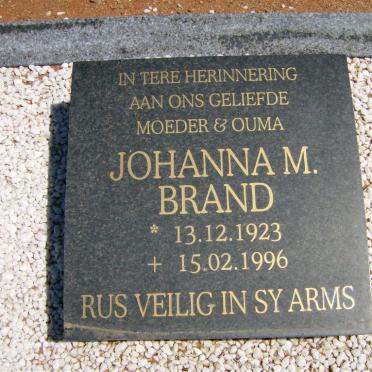 IN TERE HERINNERING
AAN ONS GELIEFDE
MOEDER & OUMA
JOHANNA M.
BRAND
* 13.12.1923
+ 15.02.1996
RUS VEILIG IN SY ARMS